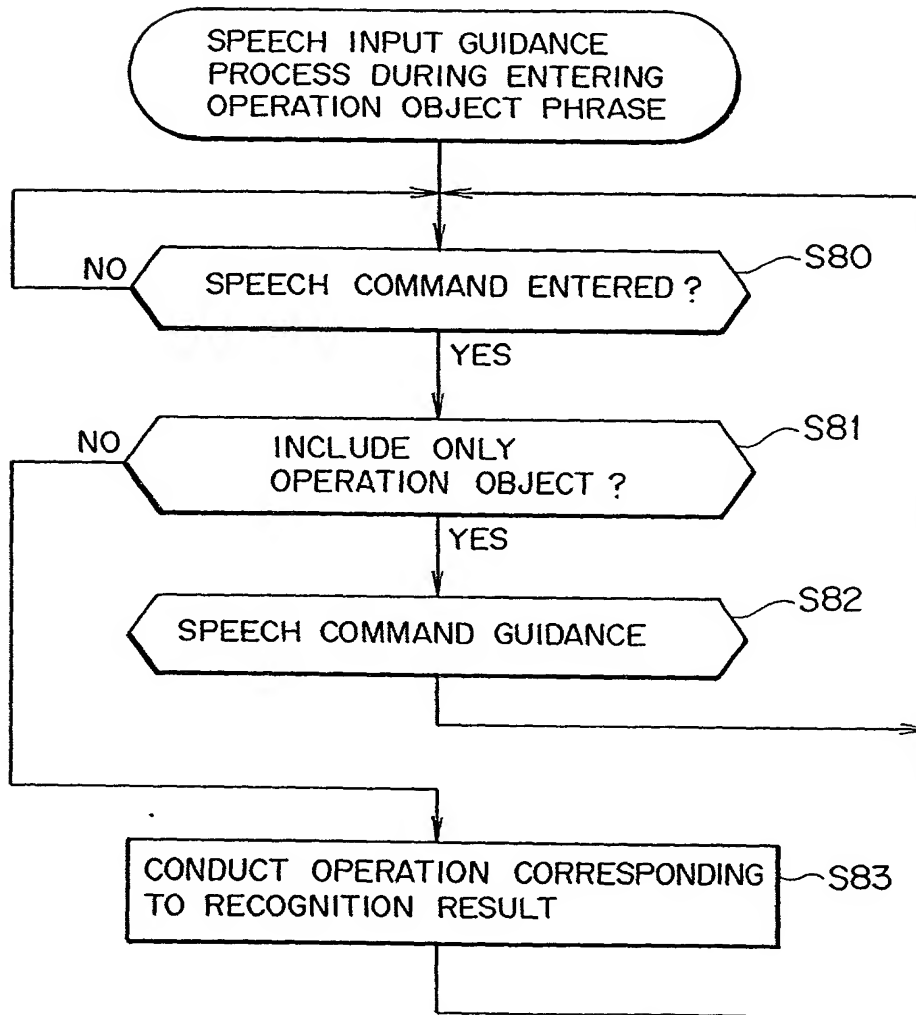 SPEECH INPUT GUIDANCE
PROCESS DURING ENTERING
OPERATION OBJECT PHRASE
NO
SPEECH COMMAND ENTERED ?
S80
YES
NO
INCLUDE ONLY
OPERATION OBJECT ?
S81
YES
SPEECH COMMAND GUIDANCE
S82
CONDUCT OPERATION CORRESPONDING
TO RECOGNITION RESULT
S83